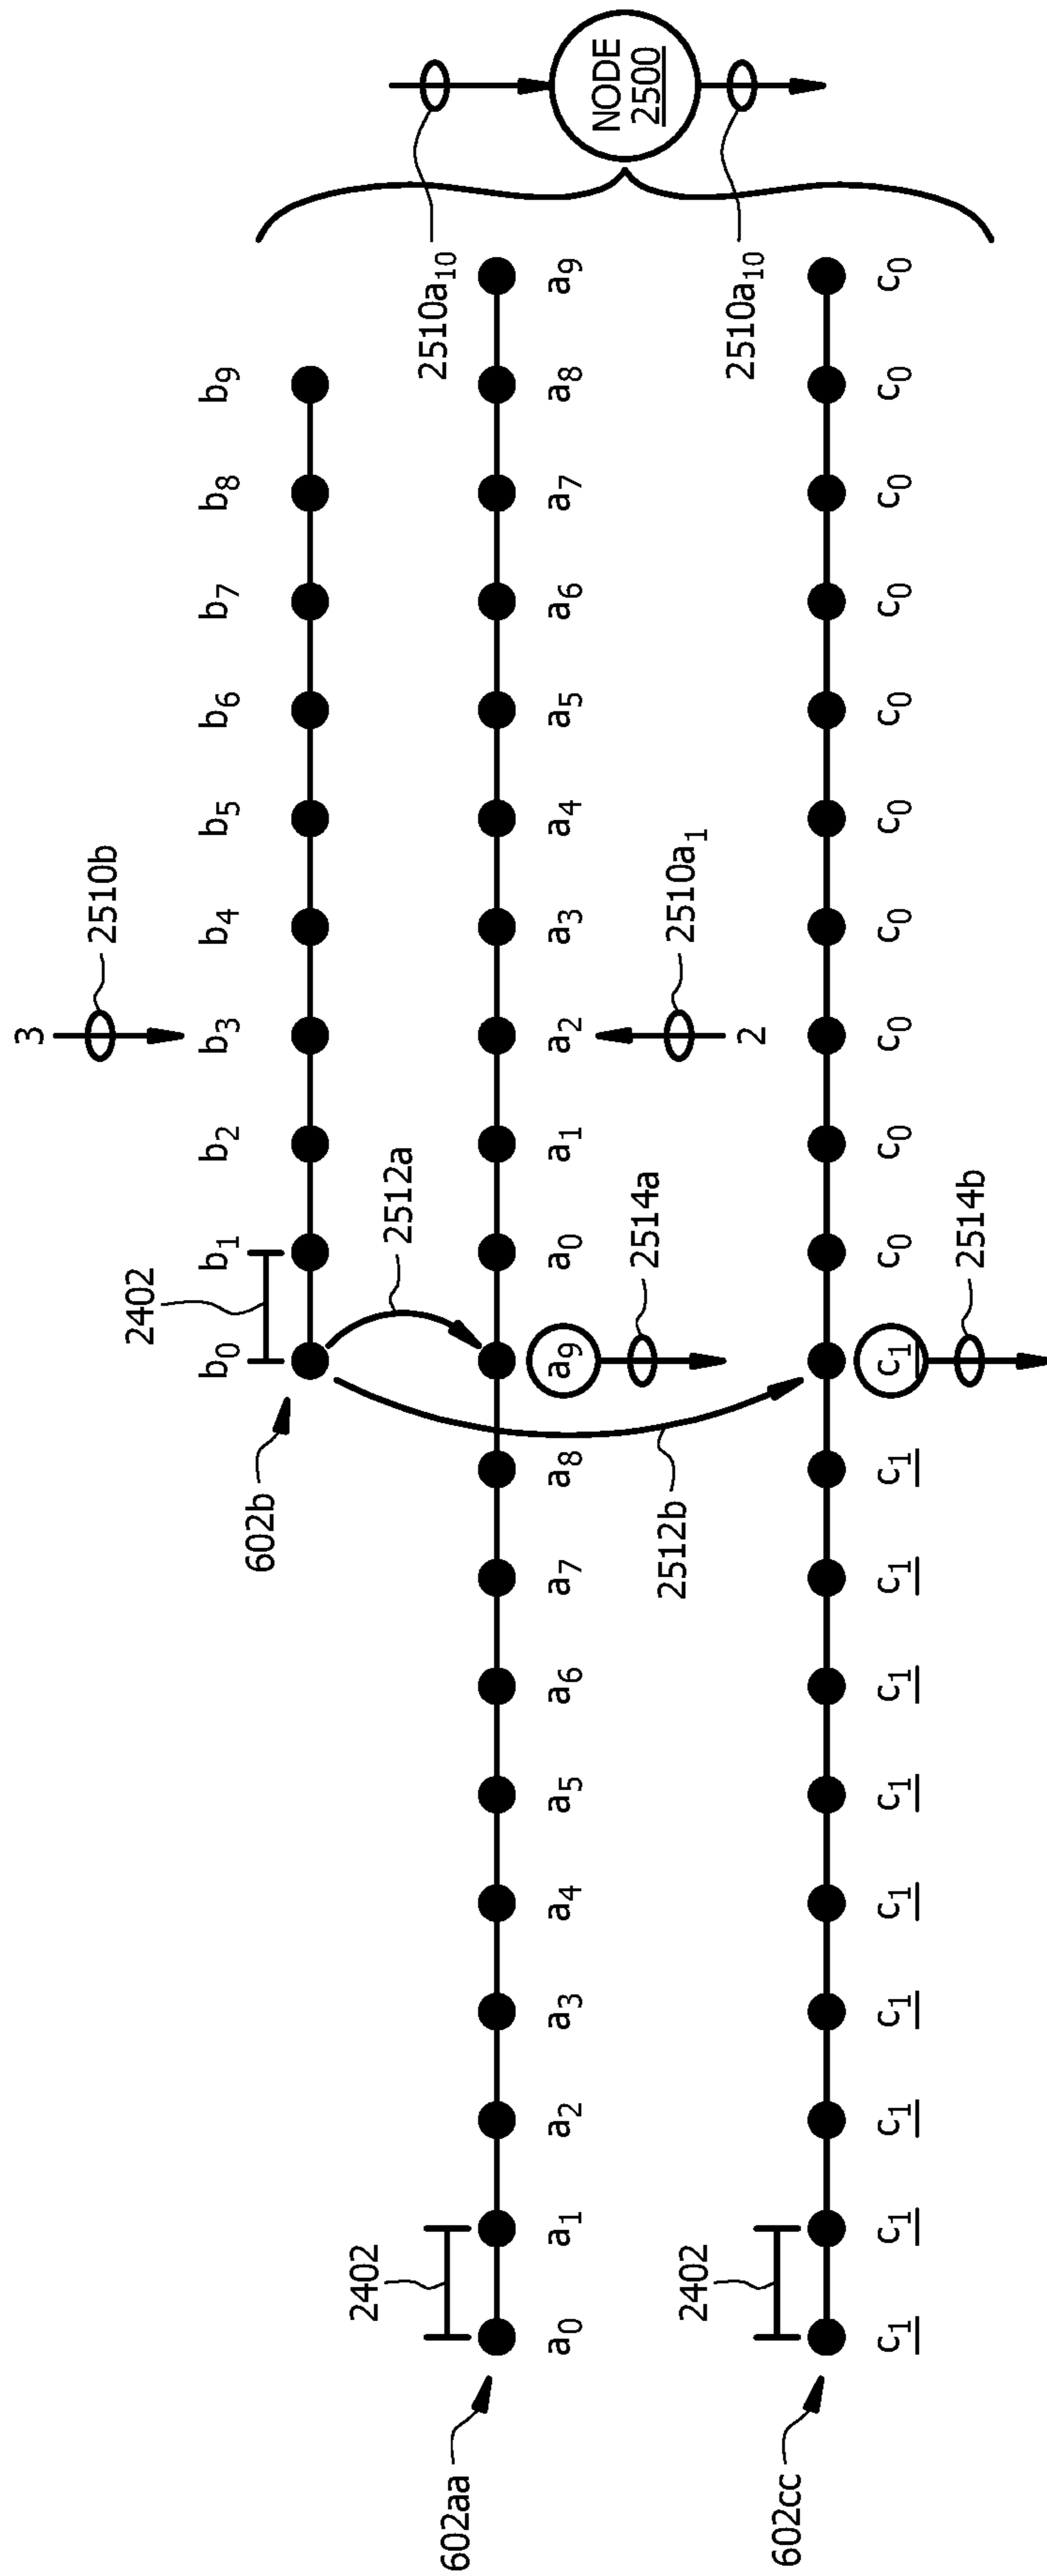 3
2510b
2402
b₀ b₁ b₂ b₃ b₄ b₅ b₆ b₇ b₈ b₉
602b
2402
2512a
2510a₁₀
602aa
a₀ a₁ a₂ a₃ a₄ a₅ a₆ a₇ a₈ a₉ a₀ a₁ a₂ a₃ a₄ a₅ a₆ a₇ a₈ a₉
NODE
2500
2514a
2512b
2510a₁
2402
2
2510a₁₀
602cc
c₁ c₁ c₁ c₁ c₁ c₁ c₁ c₁ c₁ c₁ c₀ c₀ c₀ c₀ c₀ c₀ c₀ c₀ c₀ c₀
2514b